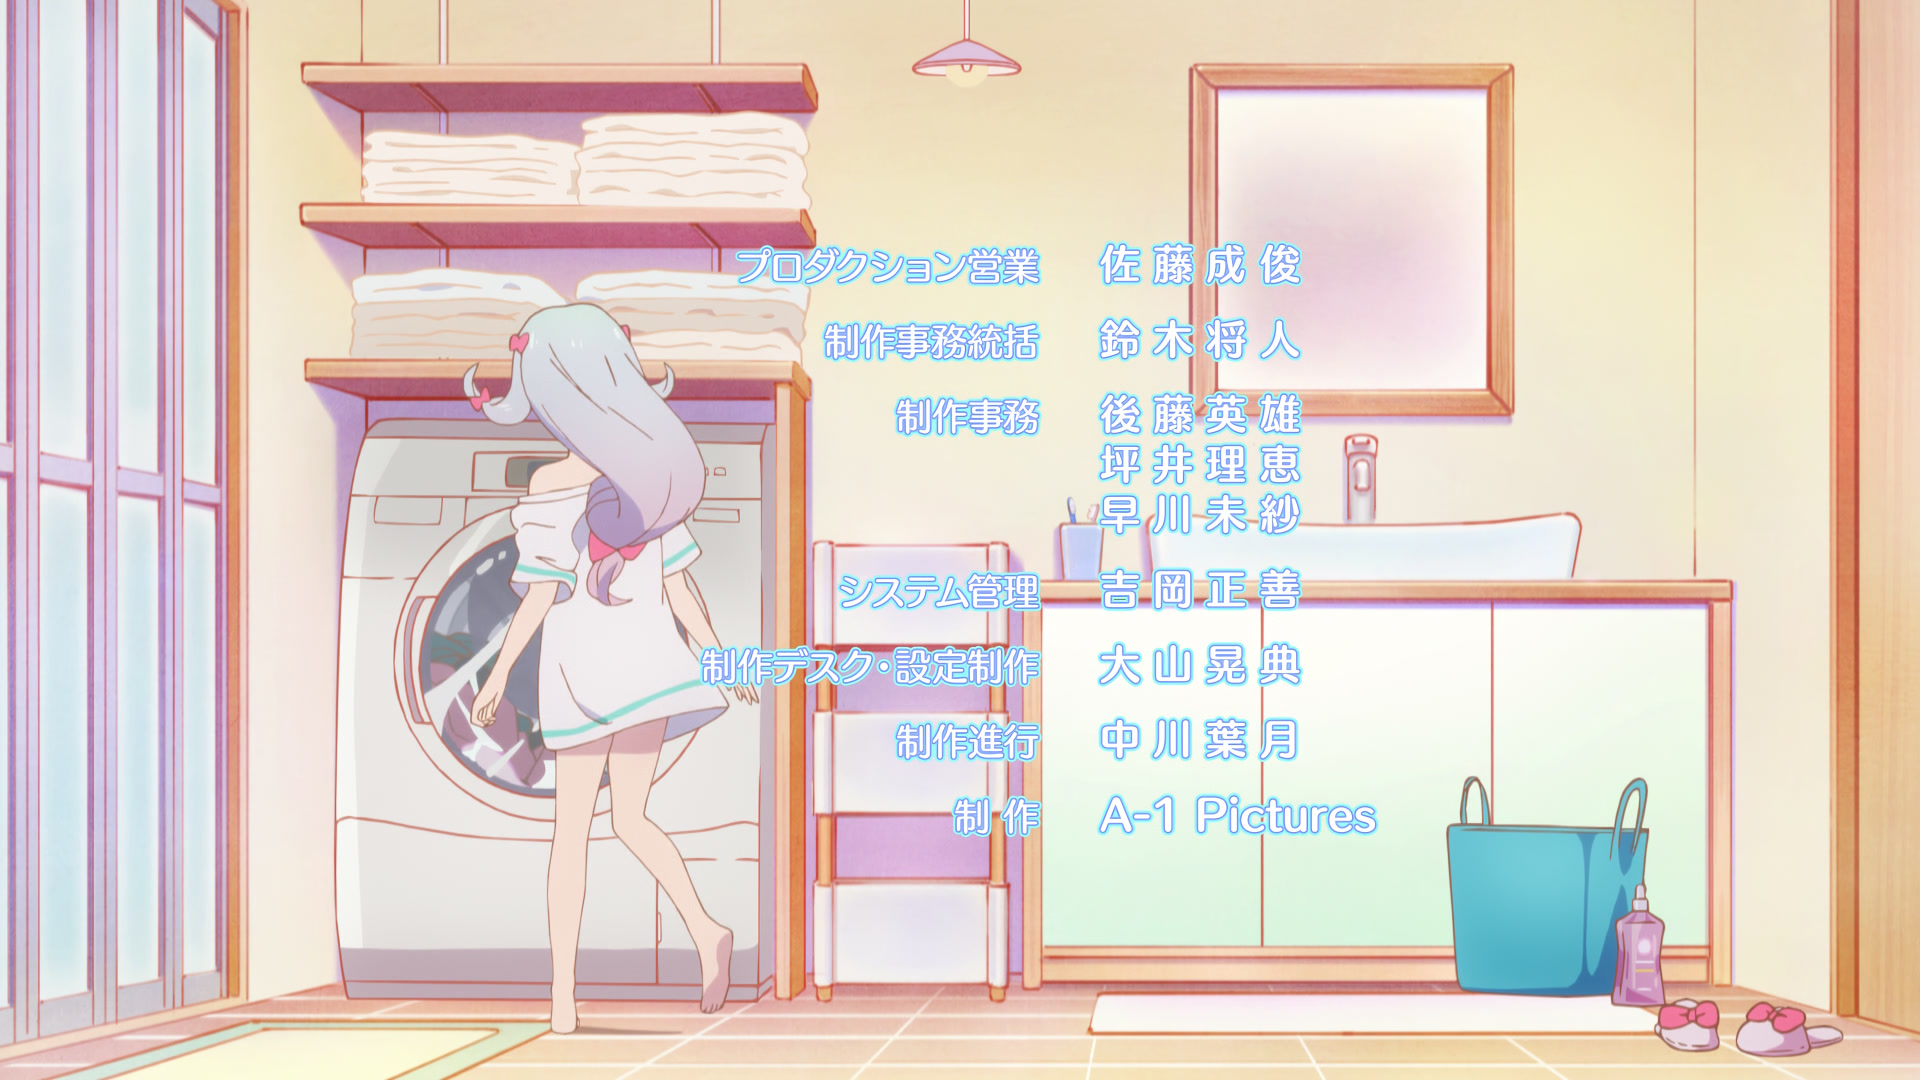 プロダクション営業 佐藤成俊
制作事務統括 鈴木将人
制作事務 後藤英雄
坪井理恵
早川未紗
システム管理 吉岡正善
制作デスク・設定制作 大山晃典
制作進行 中川葉月
制作 A-1 Pictures